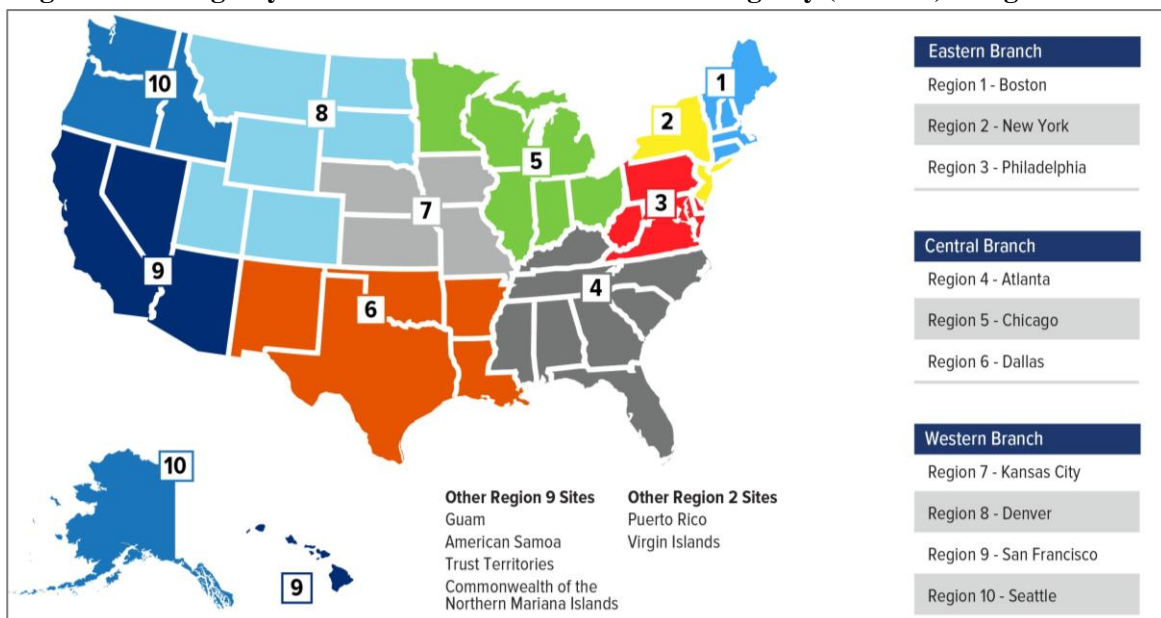 10
8
1
2
5
3
7
9
4
6
10
9
Other Region 9 Sites
Guam
American Samoa
Trust Territories
Commonwealth of the
Northern Mariana Islands
Other Region 2 Sites
Puerto Rico
Virgin Islands
Eastern Branch
Region 1 - Boston
Region 2 - New York
Region 3 - Philadelphia
Central Branch
Region 4 - Atlanta
Region 5 - Chicago
Region 6 - Dallas
Western Branch
Region 7 - Kansas City
Region 8 - Denver
Region 9 - San Francisco
Region 10 - Seattle